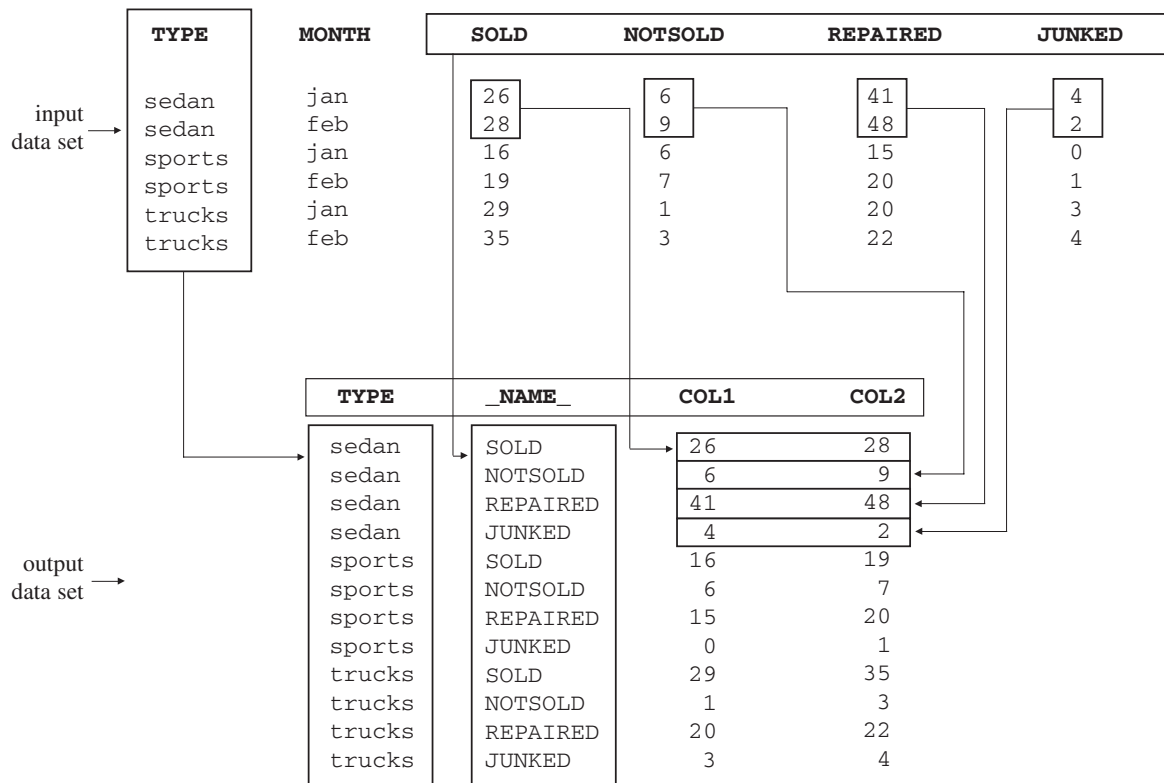 TYPE MONTH SOLD NOTSOLD REPAIRED JUNKED
input data set
sedan jan 26 6 41 4
sedan feb 28 9 48 2
sports jan 16 6 15 0
sports feb 19 7 20 1
trucks jan 29 1 20 3
trucks feb 35 3 22 4
TYPE _NAME_ COL1 COL2
sedan SOLD 26 28
sedan NOTSOLD 6 9
sedan REPAIRED 41 48
sedan JUNKED 4 2
output data set
sports SOLD 16 19
sports NOTSOLD 6 7
sports REPAIRED 15 20
sports JUNKED 0 1
trucks SOLD 29 35
trucks NOTSOLD 1 3
trucks REPAIRED 20 22
trucks JUNKED 3 4